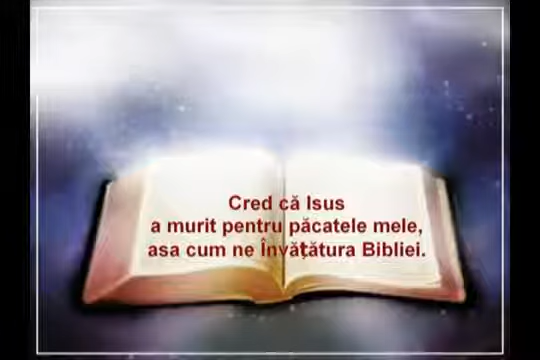 Cred că Isus
a murit pentru păcatele mele,
asa cum ne Învăţătura Bibliei.